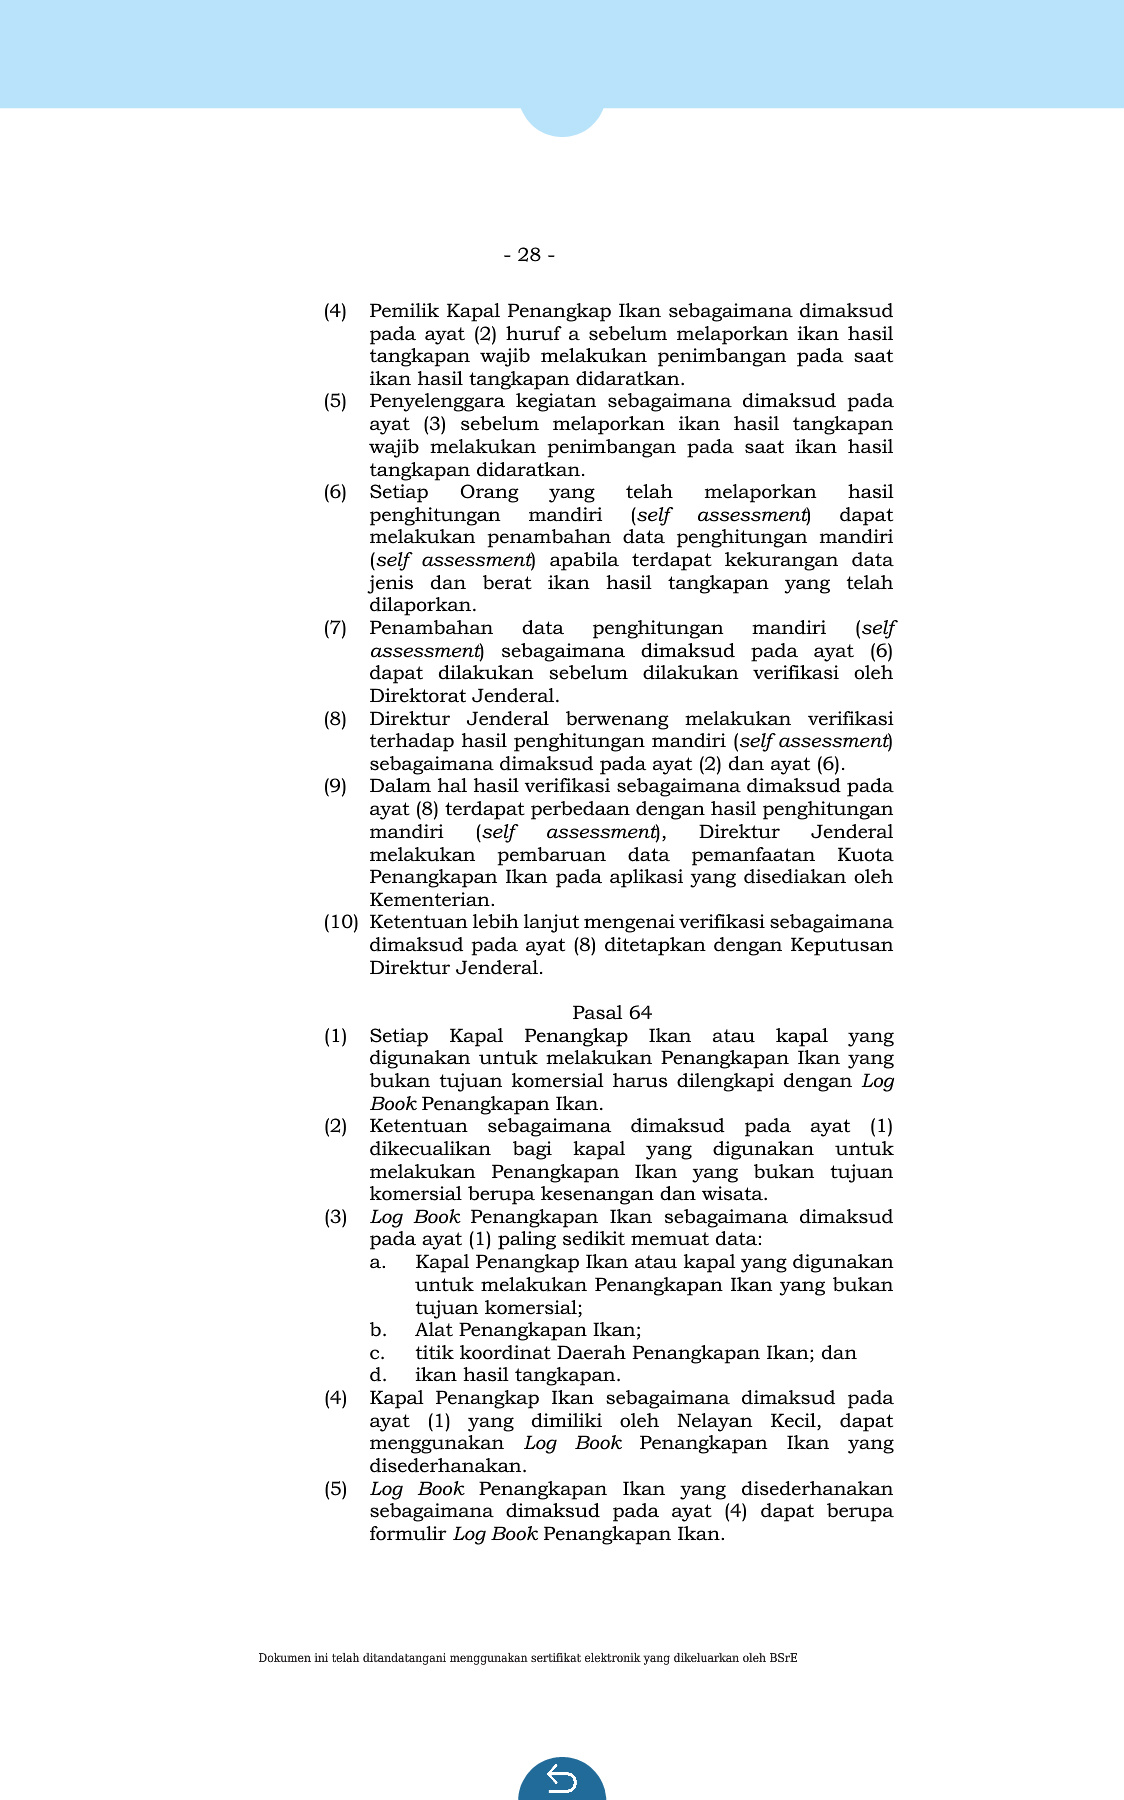 - 28 -
(4) Pemilik Kapal Penangkap Ikan sebagaimana dimaksud
pada ayat (2) huruf a sebelum melaporkan ikan hasil
tangkapan wajib melakukan penimbangan pada saat
ikan hasil tangkapan didaratkan.
(5) Penyelenggara kegiatan sebagaimana dimaksud pada
ayat (3) sebelum melaporkan ikan hasil tangkapan
wajib melakukan penimbangan pada saat ikan hasil
tangkapan didaratkan.
(6) Setiap Orang yang telah melaporkan hasil
penghitungan mandiri (self assessment) dapat
melakukan penambahan data penghitungan mandiri
(self assessment) apabila terdapat kekurangan data
jenis dan berat ikan hasil tangkapan yang telah
dilaporkan.
(7) Penambahan data penghitungan mandiri (self
assessment) sebagaimana dimaksud pada ayat (6)
dapat dilakukan sebelum dilakukan verifikasi oleh
Direktorat Jenderal.
(8) Direktur Jenderal berwenang melakukan verifikasi
terhadap hasil penghitungan mandiri (self assessment)
sebagaimana dimaksud pada ayat (2) dan ayat (6).
(9) Dalam hal hasil verifikasi sebagaimana dimaksud pada
ayat (8) terdapat perbedaan dengan hasil penghitungan
mandiri (self assessment), Direktur Jenderal
melakukan pembaruan data pemanfaatan Kuota
Penangkapan Ikan pada aplikasi yang disediakan oleh
Kementerian.
(10) Ketentuan lebih lanjut mengenai verifikasi sebagaimana
dimaksud pada ayat (8) ditetapkan dengan Keputusan
Direktur Jenderal.
Pasal 64
(1) Setiap Kapal Penangkap Ikan atau kapal yang
digunakan untuk melakukan Penangkapan Ikan yang
bukan tujuan komersial harus dilengkapi dengan Log
Book Penangkapan Ikan.
(2) Ketentuan sebagaimana dimaksud pada ayat (1)
dikecualikan bagi kapal yang digunakan untuk
melakukan Penangkapan Ikan yang bukan tujuan
komersial berupa kesenangan dan wisata.
(3) Log Book Penangkapan Ikan sebagaimana dimaksud
pada ayat (1) paling sedikit memuat data:
a. Kapal Penangkap Ikan atau kapal yang digunakan
untuk melakukan Penangkapan Ikan yang bukan
tujuan komersial;
b. Alat Penangkapan Ikan;
c. titik koordinat Daerah Penangkapan Ikan; dan
d. ikan hasil tangkapan.
(4) Kapal Penangkap Ikan sebagaimana dimaksud pada
ayat (1) yang dimiliki oleh Nelayan Kecil, dapat
menggunakan Log Book Penangkapan Ikan yang
disederhanakan.
(5) Log Book Penangkapan Ikan yang disederhanakan
sebagaimana dimaksud pada ayat (4) dapat berupa
formulir Log Book Penangkapan Ikan.
Dokumen ini telah ditandatangani menggunakan sertifikat elektronik yang dikeluarkan oleh BSrE